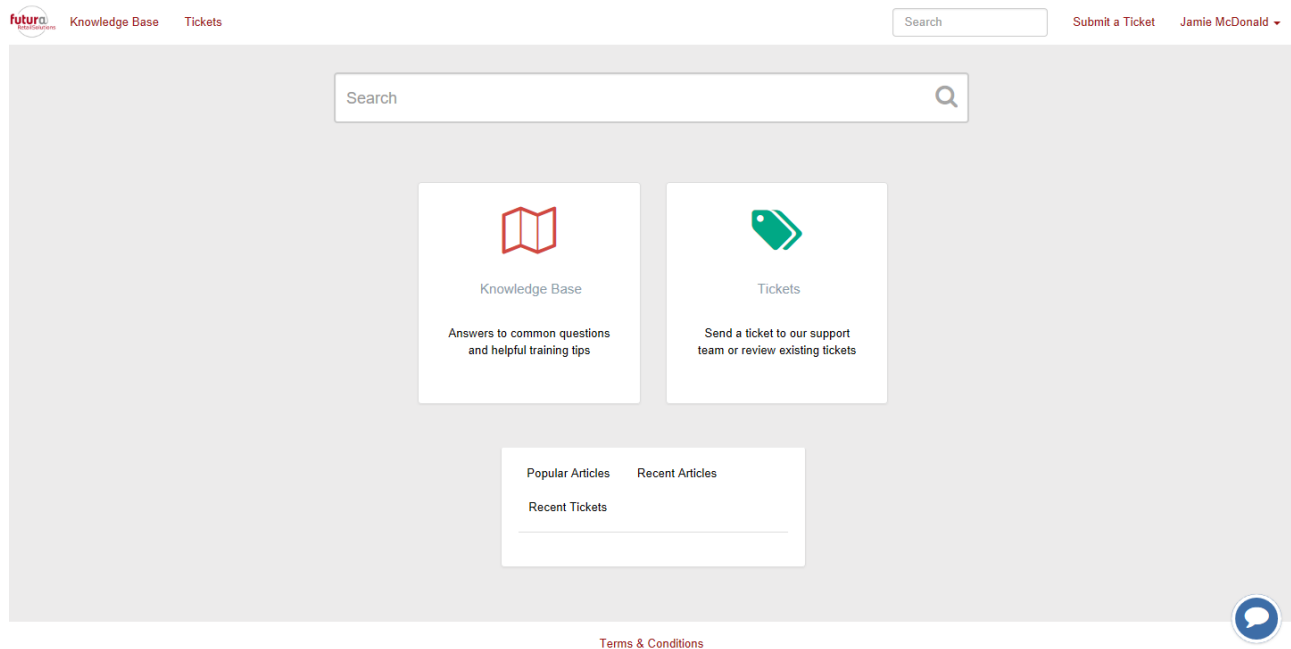 futura
RetailSolutions
Knowledge Base
Tickets
Search
Submit a Ticket
Jamie McDonald
Search
Knowledge Base
Answers to common questions
and helpful training tips
Tickets
Send a ticket to our support
team or review existing tickets
Popular Articles
Recent Articles
Recent Tickets
Terms & Conditions